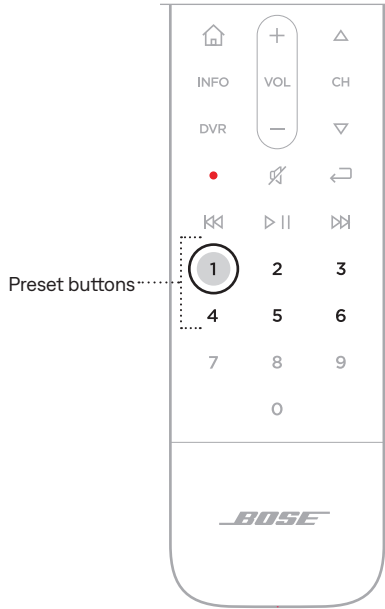 INFO VOL CH
DVR
1 2 3
Preset buttons
4 5 6
7 8 9
0
BOSE